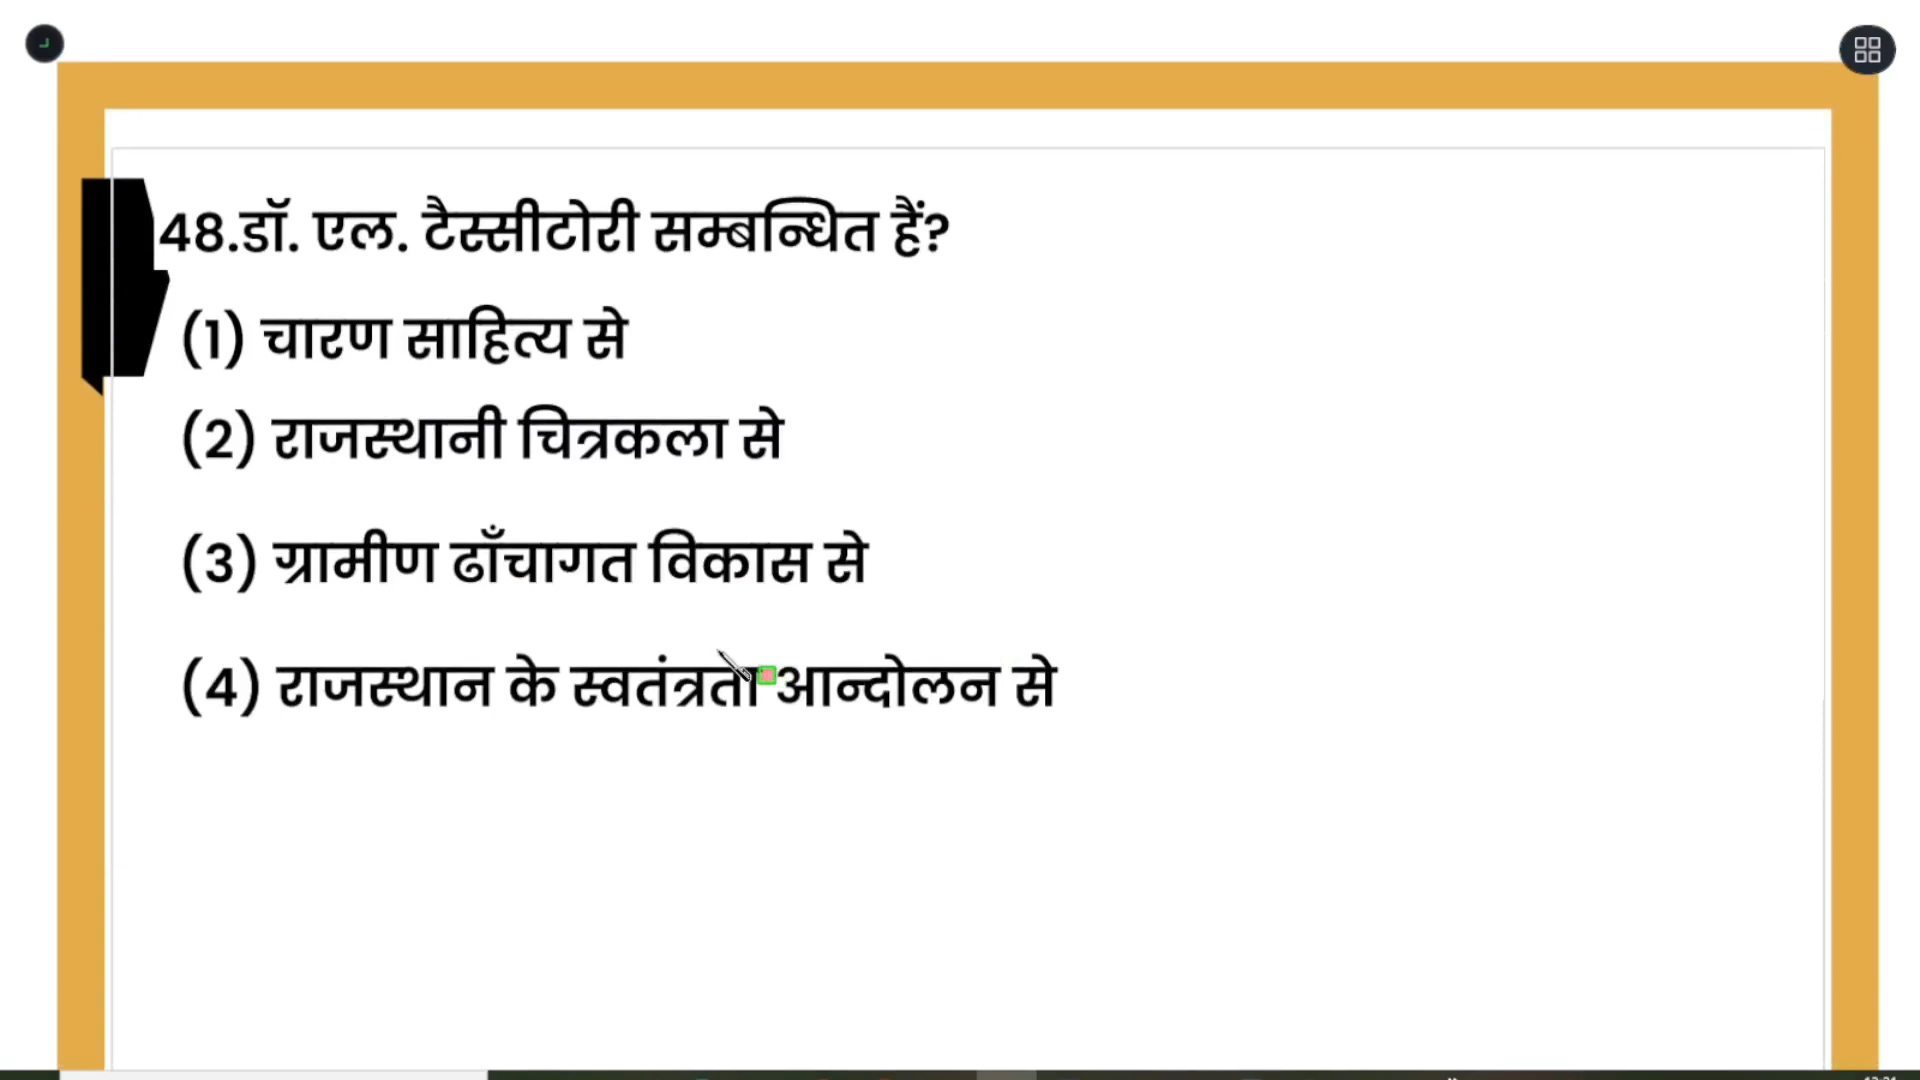 48.डॉ. एल. टैस्सीटोरी सम्बन्धित हैं?
(1) चारण साहित्य से
(2) राजस्थानी चित्रकला से
(3) ग्रामीण ढाँचागत विकास से
(4) राजस्थान के स्वतंत्रता आन्दोलन से